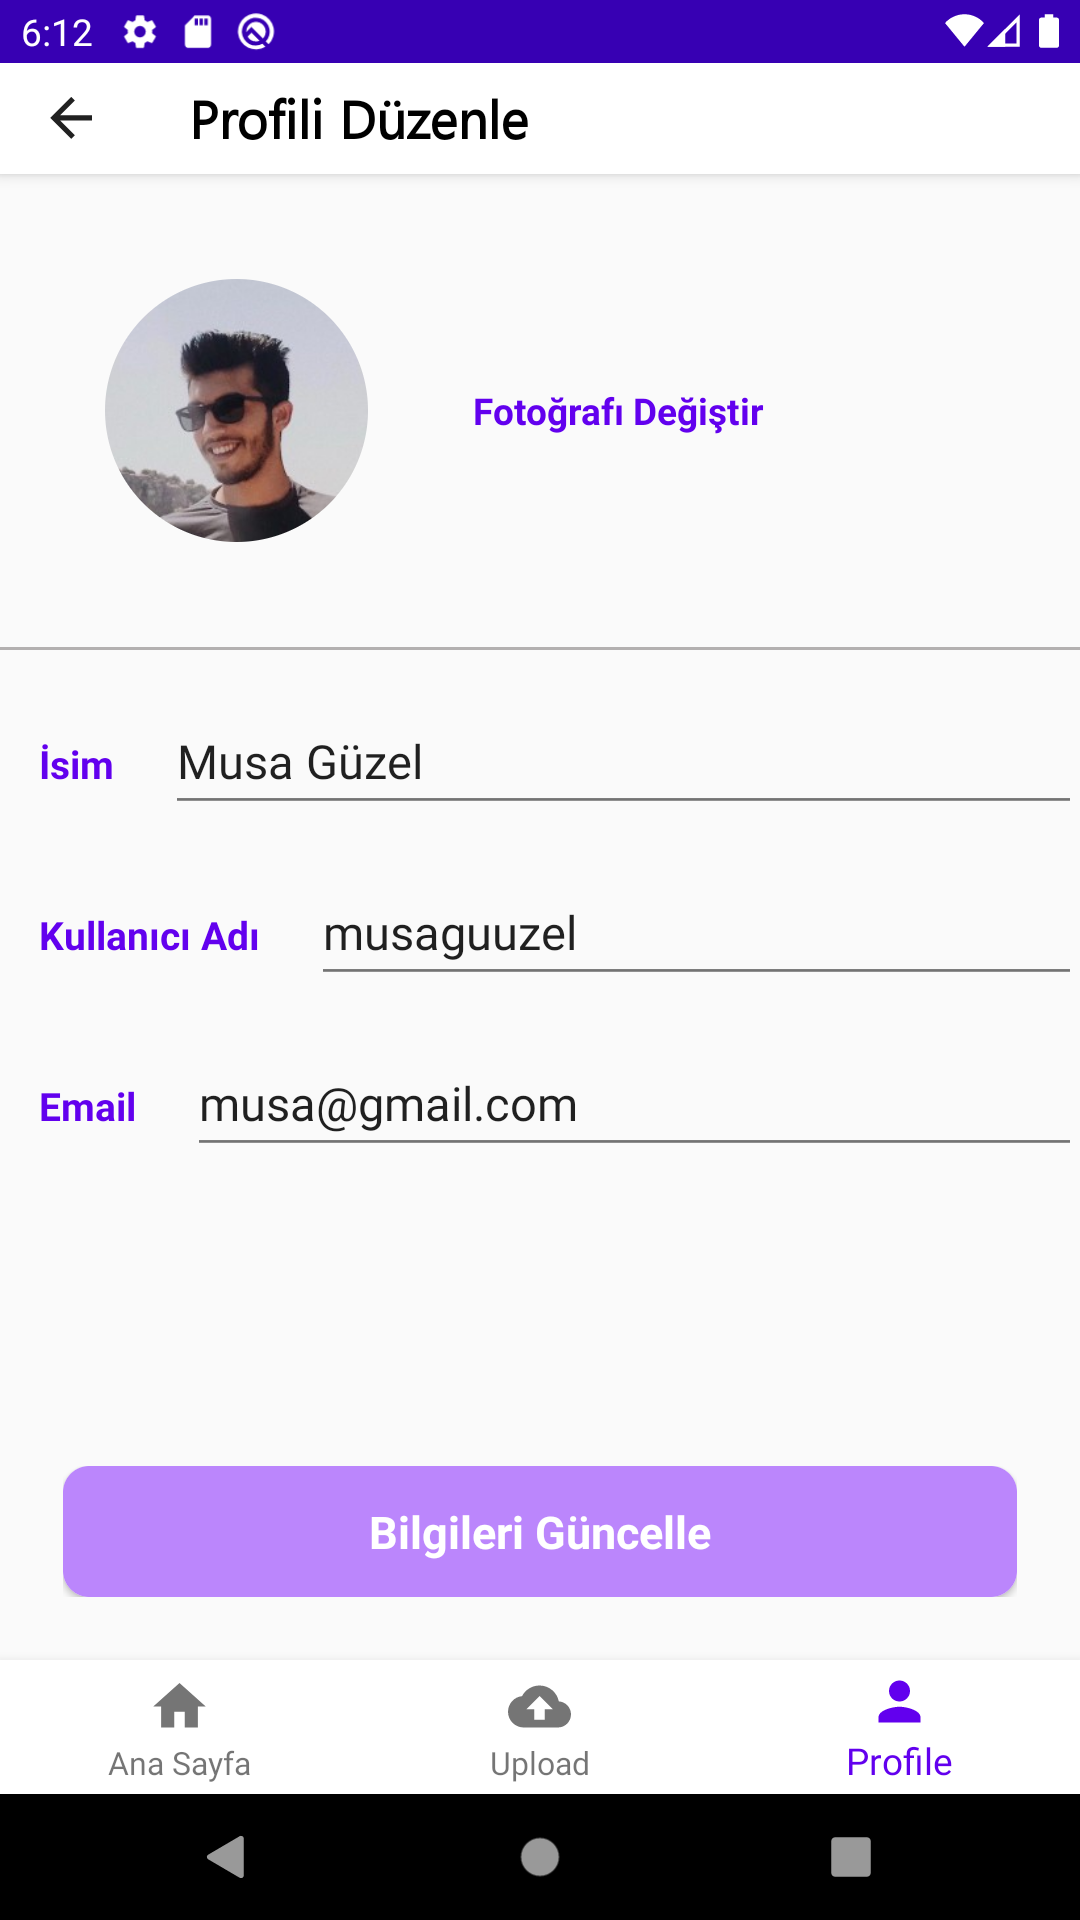 6:12
Profili Düzenle
Fotoğrafı Değiştir
İsim Musa Güzel
Kullanıcı Adı musaguuzel
Email musa@gmail.com
Bilgileri Güncelle
Ana Sayfa Upload Profile